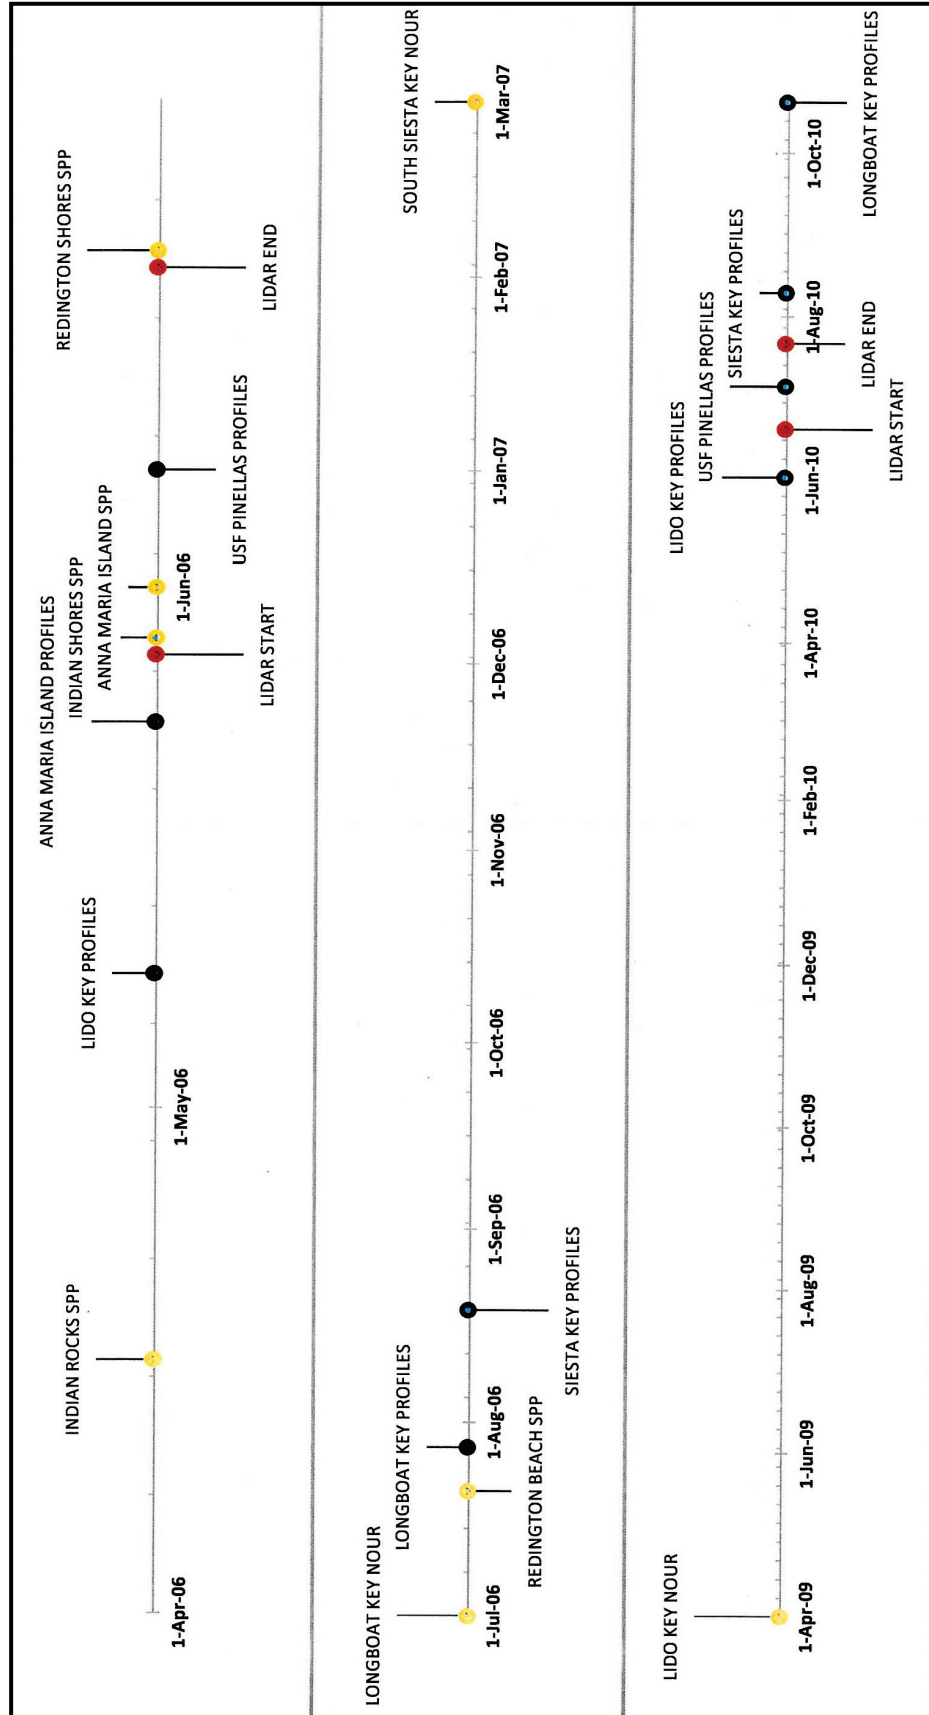 INDIAN ROCKS SPP
LIDO KEY PROFILES
ANNA MARIA ISLAND PROFILES
INDIAN SHORES SPP
ANNA MARIA ISLAND SPP
REDINGTON SHORES SPP
1-Apr-06
1-May-06
1-Jun-06
LIDAR START
USF PINELLAS PROFILES
LIDAR END
LONGBOAT KEY NOUR
LONGBOAT KEY PROFILES
SOUTH SIESTA KEY NOUR
1-Jul-06
1-Aug-06
1-Sep-06
1-Oct-06
1-Nov-06
1-Dec-06
1-Jan-07
1-Feb-07
1-Mar-07
REDINGTON BEACH SPP
SIESTA KEY PROFILES
LIDO KEY NOUR
LIDO KEY PROFILES
USF PINELLAS PROFILES
SIESTA KEY PROFILES
1-Apr-09
1-Jun-09
1-Aug-09
1-Oct-09
1-Dec-09
1-Feb-10
1-Apr-10
1-Jun-10
1-Aug-10
1-Oct-10
LIDAR START
LIDAR END
LONGBOAT KEY PROFILES